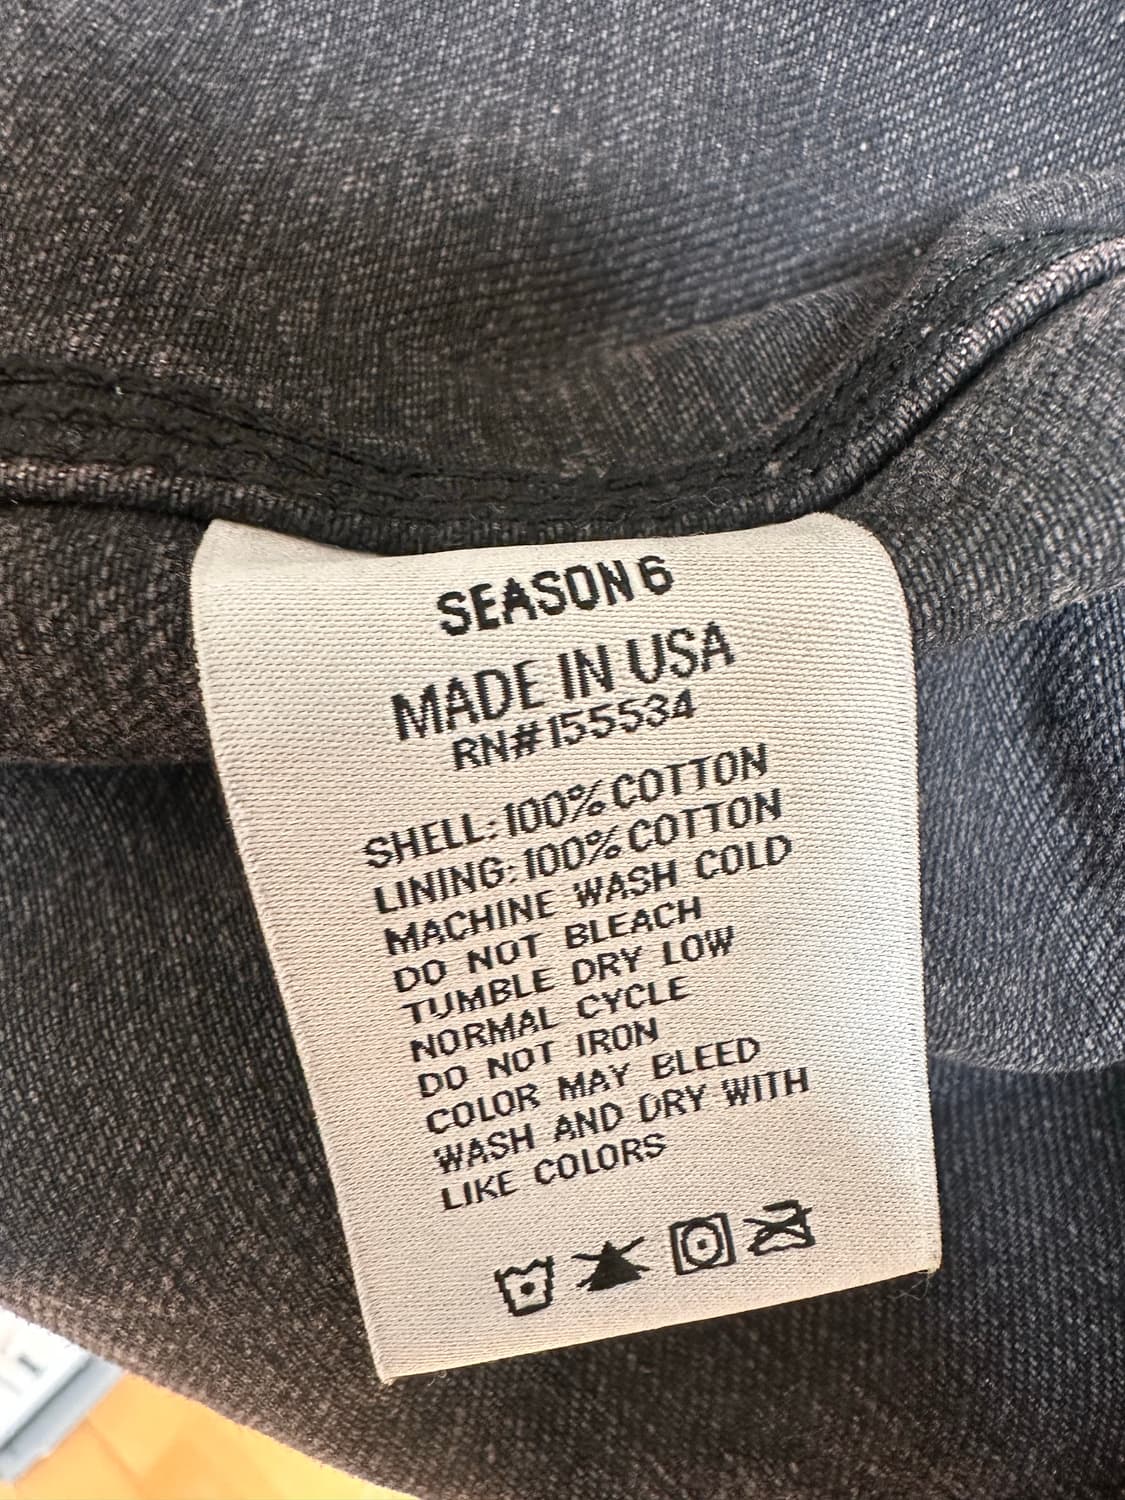 SEASON 6
MADE IN USA
RN#155534
SHELL: 100% COTTON
LINING: 100% COTTON
MACHINE WASH COLD
DO NOT BLEACH
TUMBLE DRY LOW
NORMAL CYCLE
DO NOT IRON
COLOR MAY BLEED
WASH AND DRY WITH
LIKE COLORS